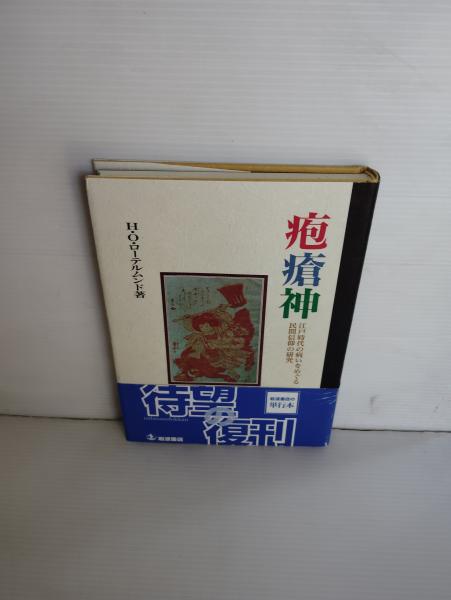 疱瘡神
江戸時代の病いをめぐる
民間信仰の研究
H・O・ローテルムンド著
待望の
復刊
岩波書店の
単行本
岩波書店